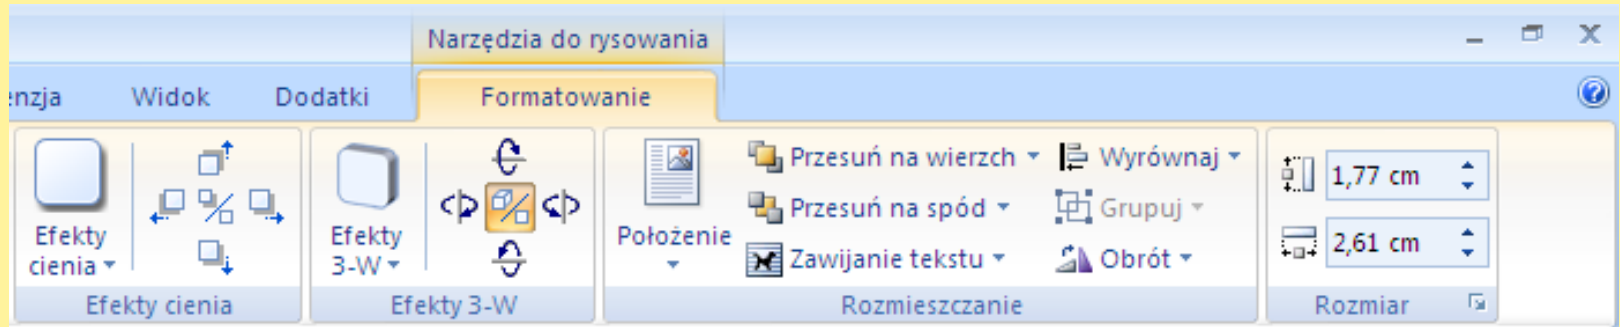 Narzędzia do rysowania
enzja Widok Dodatki Formatowanie
Efekty cienia
Efekty 3-W
Położenie
Przesuń na wierzch
Przesuń na spód
Zawijanie tekstu
Wyrównaj
Grupuj
Obrót
1,77 cm
2,61 cm
Efekty cienia
Efekty 3-W
Rozmieszczanie
Rozmiar